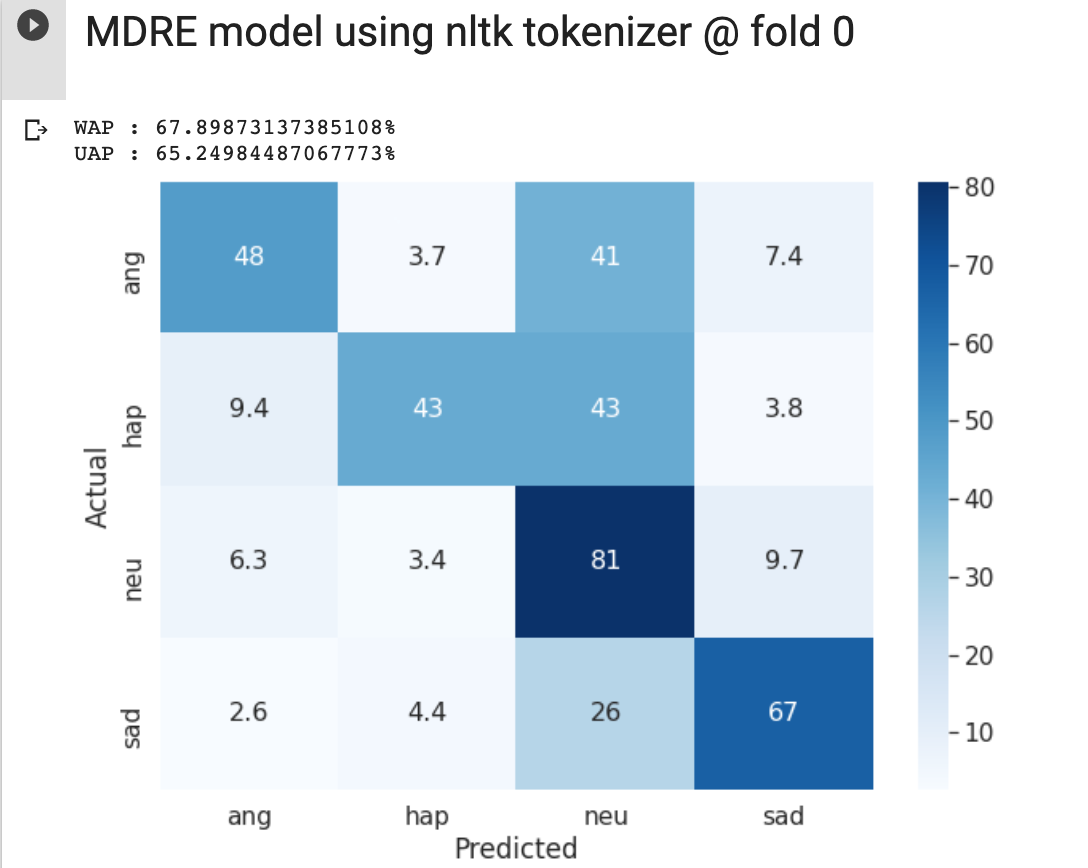 MDRE model using nltk tokenizer @ fold 0
WAP : 67.89873137385108%
UAP : 65.24984487067773%
Actual
ang 48 3.7 41 7.4
hap 9.4 43 43 3.8
neu 6.3 3.4 81 9.7
sad 2.6 4.4 26 67
ang hap neu sad
Predicted
80
70
60
50
40
30
20
10